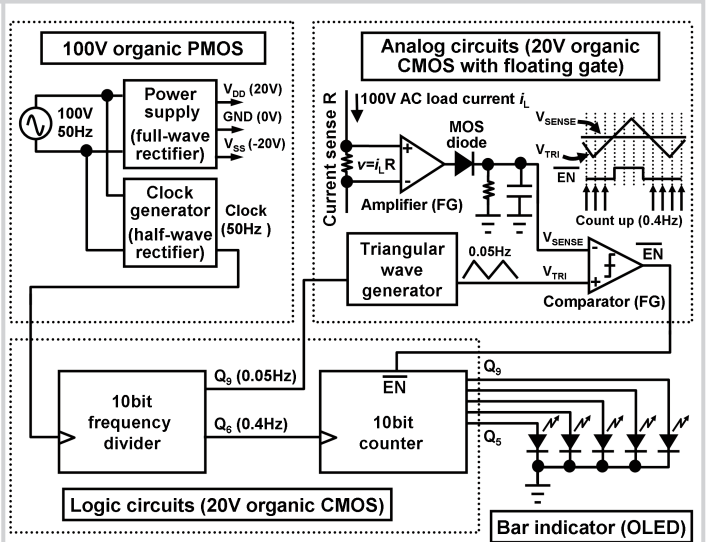 100V organic PMOS
100V
50Hz
Power
supply
(full-wave
rectifier)
V_DD (20V)
GND (0V)
V_SS (-20V)
Clock
generator
(half-wave
rectifier)
Clock
(50Hz )
Analog circuits (20V organic
CMOS with floating gate)
Current sense R
100V AC load current i_L
v=i_LR
+
-
Amplifier (FG)
MOS
diode
V_SENSE
V_TRI
E̅N̅
Count up (0.4Hz)
Triangular
wave
generator
0.05Hz
V_SENSE
V_TRI
-
+
E̅N̅
Comparator (FG)
10bit
frequency
divider
Q_9 (0.05Hz)
Q_6 (0.4Hz)
E̅N̅
10bit
counter
Q_9
Q_5
Logic circuits (20V organic CMOS)
Bar indicator (OLED)